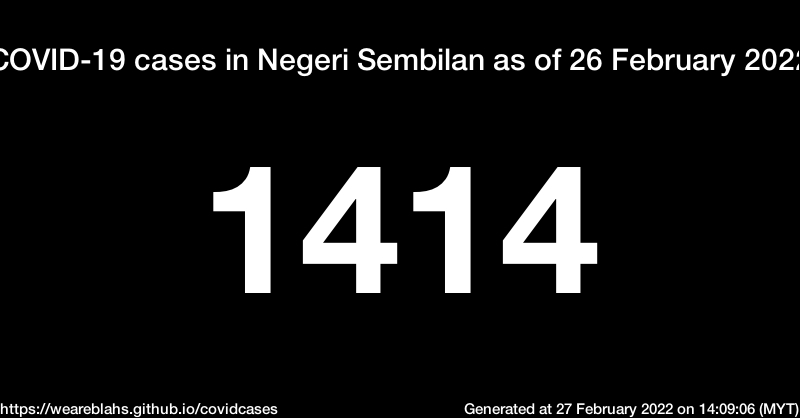 COVID-19 cases in Negeri Sembilan as of 26 February 2022
1414
https://weareblahs.github.io/covidcases
Generated at 27 February 2022 on 14:09:06 (MYT)